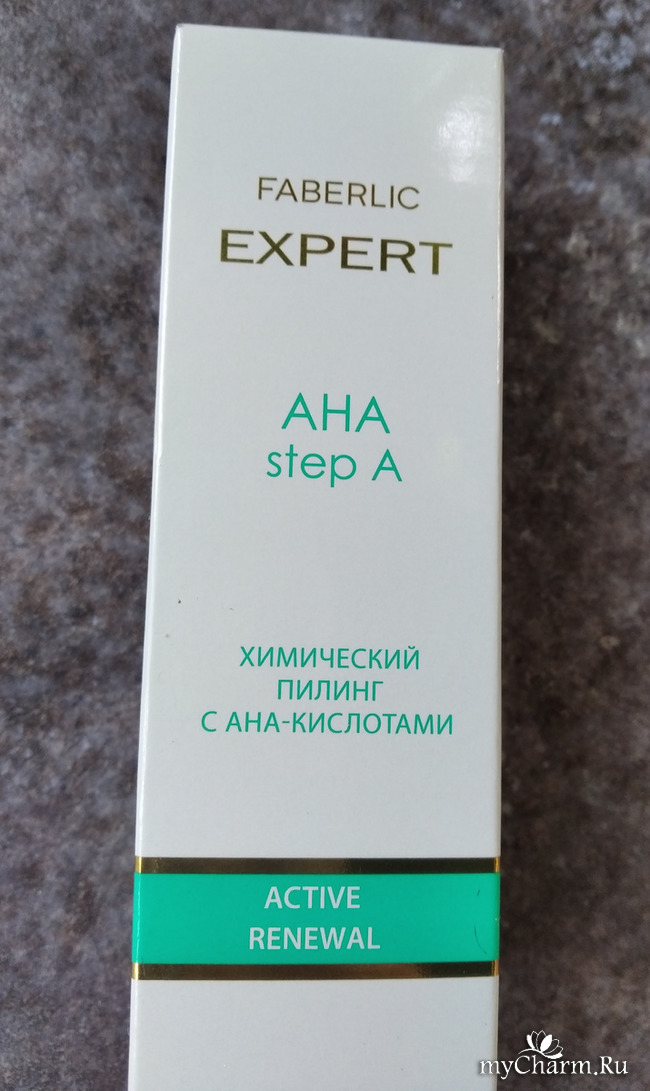 FABERLIC
EXPERT
AHA
step A
ХИМИЧЕСКИЙ
ПИЛИНГ
С АНА-КИСЛОТАМИ
ACTIVE
RENEWAL
myCharm.Ru